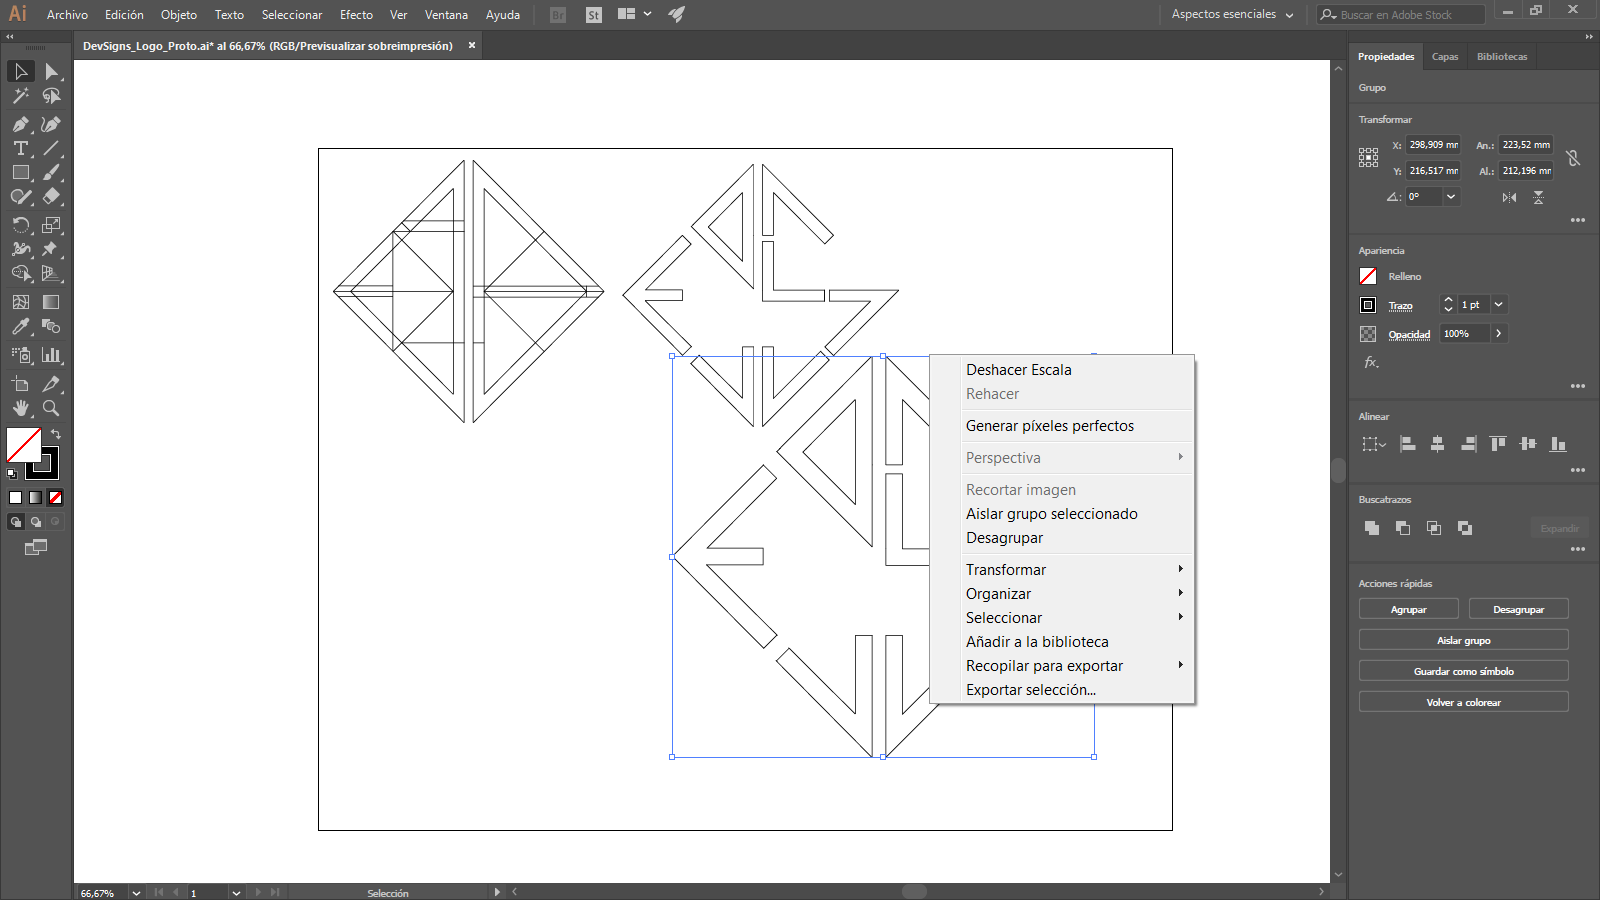 Ai Archivo Edición Objeto Texto Seleccionar Efecto Ver Ventana Ayuda Br St Aspectos esenciales Buscar en Adobe Stock
DevSigns_Logo_Proto.ai* al 66,67% (RGB/Previsualizar sobreimpresión)
Propiedades Capas Bibliotecas
Grupo
Transformar
X: 298,909 mm An.: 223,52 mm
Y: 216,517 mm Al.: 212,196 mm
0°
Apariencia
Relleno
Trazo 1 pt
Opacidad 100%
fx.
Alinear
Buscatrazos
Expandir
Acciones rápidas
Agrupar Desagrupar
Aislar grupo
Guardar como símbolo
Volver a colorear
Deshacer Escala
Rehacer
Generar píxeles perfectos
Perspectiva
Recortar imagen
Aislar grupo seleccionado
Desagrupar
Transformar
Organizar
Seleccionar
Añadir a la biblioteca
Recopilar para exportar
Exportar selección...
66,67% 1 Selección